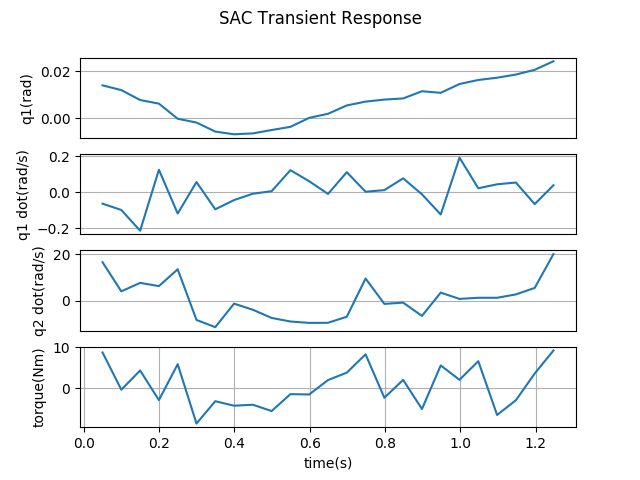 SAC Transient Response
q1(rad)
0.02
0.00
q1 dot(rad/s)
0.2
0.0
−0.2
q2 dot(rad/s)
20
0
torque(Nm)
10
0
0.0 0.2 0.4 0.6 0.8 1.0 1.2
time(s)